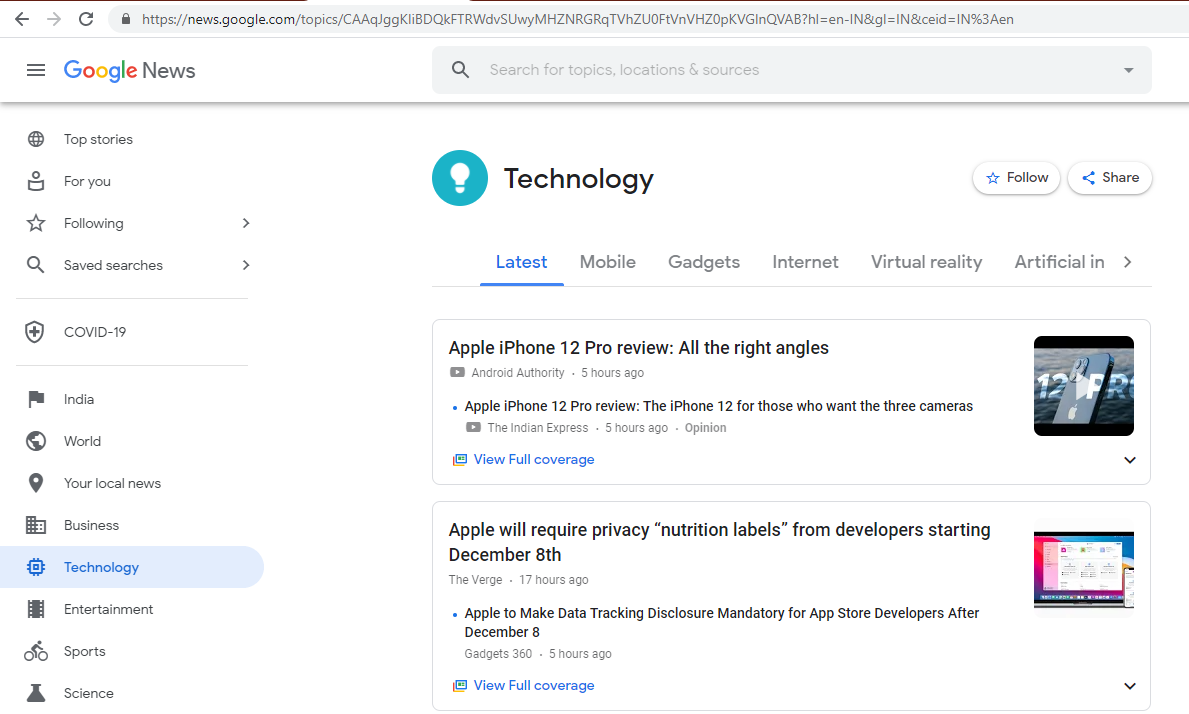 https://news.google.com/topics/CAAqJggKIiBDQkFTRWdvSUwyMHZNRGRqTVhZU0FtVnVHZ0pKVGlnQVAB?hl=en-IN&gl=IN&ceid=IN%3Aen
Google News
Search for topics, locations & sources
Top stories
For you
Following
Saved searches
COVID-19
India
World
Your local news
Business
Technology
Entertainment
Sports
Science
Technology
Follow
Share
Latest Mobile Gadgets Internet Virtual reality Artificial in
Apple iPhone 12 Pro review: All the right angles
Android Authority · 5 hours ago
Apple iPhone 12 Pro review: The iPhone 12 for those who want the three cameras
The Indian Express · 5 hours ago · Opinion
View Full coverage
12 PRO
Apple will require privacy “nutrition labels” from developers starting
December 8th
The Verge · 17 hours ago
Apple to Make Data Tracking Disclosure Mandatory for App Store Developers After
December 8
Gadgets 360 · 5 hours ago
View Full coverage